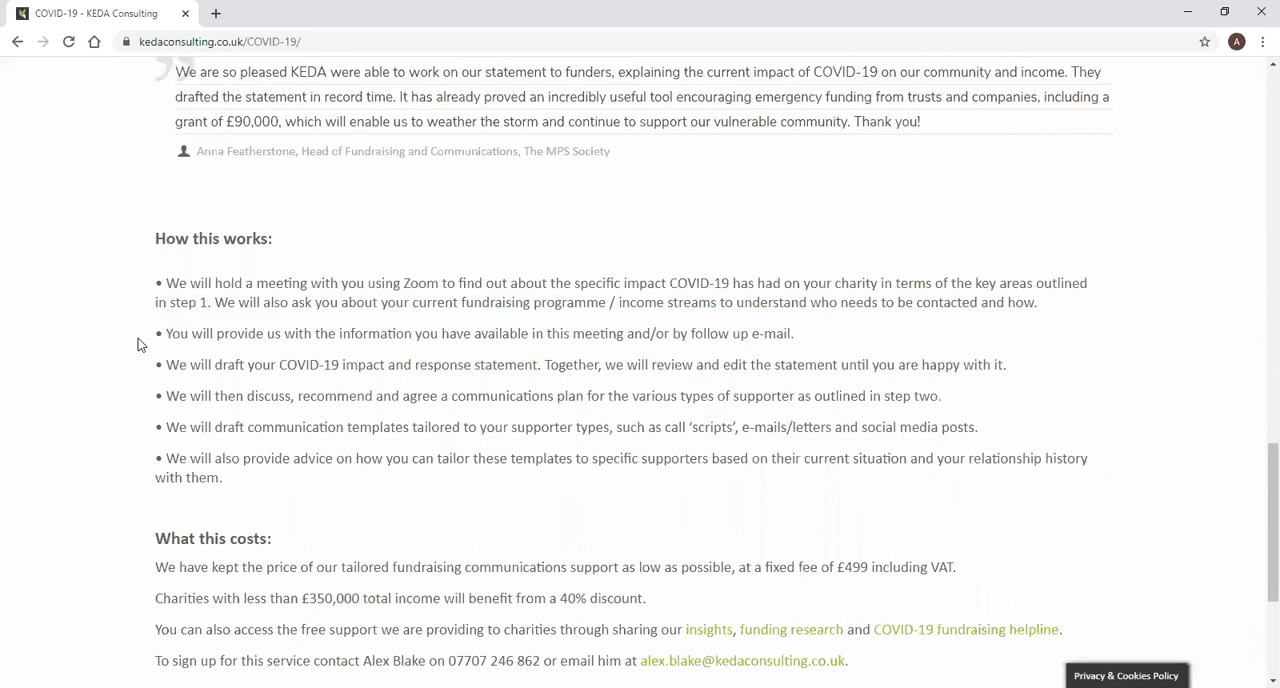 COVID-19 - KEDA Consulting
kedaconsulting.co.uk/COVID-19/
A
We are so pleased KEDA were able to work on our statement to funders, explaining the current impact of COVID-19 on our community and income. They
drafted the statement in record time. It has already proved an incredibly useful tool encouraging emergency funding from trusts and companies, including a
grant of £90,000, which will enable us to weather the storm and continue to support our vulnerable community. Thank you!
Anna Featherstone, Head of Fundraising and Communications, The MPS Society
How this works:
• We will hold a meeting with you using Zoom to find out about the specific impact COVID-19 has had on your charity in terms of the key areas outlined
in step 1. We will also ask you about your current fundraising programme / income streams to understand who needs to be contacted and how.
• You will provide us with the information you have available in this meeting and/or by follow up e-mail.
• We will draft your COVID-19 impact and response statement. Together, we will review and edit the statement until you are happy with it.
• We will then discuss, recommend and agree a communications plan for the various types of supporter as outlined in step two.
• We will draft communication templates tailored to your supporter types, such as call ‘scripts’, e-mails/letters and social media posts.
• We will also provide advice on how you can tailor these templates to specific supporters based on their current situation and your relationship history
with them.
What this costs:
We have kept the price of our tailored fundraising communications support as low as possible, at a fixed fee of £499 including VAT.
Charities with less than £350,000 total income will benefit from a 40% discount.
You can also access the free support we are providing to charities through sharing our insights, funding research and COVID-19 fundraising helpline.
To sign up for this service contact Alex Blake on 07707 246 862 or email him at alex.blake@kedaconsulting.co.uk.
Privacy & Cookies Policy